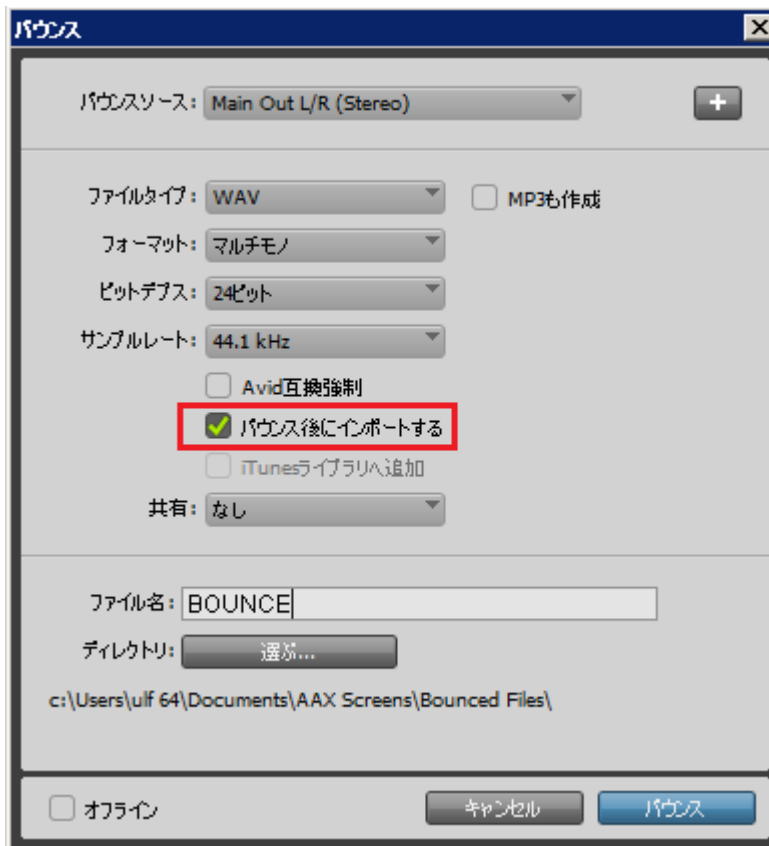 バウンス
バウンスソース: Main Out L/R (Stereo)
ファイルタイプ: WAV MP3も作成
フォーマット: マルチモノ
ビットデプス: 24ビット
サンプルレート: 44.1 kHz
Avid互換強制
バウンス後にインポートする
iTunesライブラリへ追加
共有: なし
ファイル名: BOUNCE
ディレクトリ: 選ぶ...
c:\Users\ulf 64\Documents\AAX Screens\Bounced Files\
オフライン キャンセル バウンス